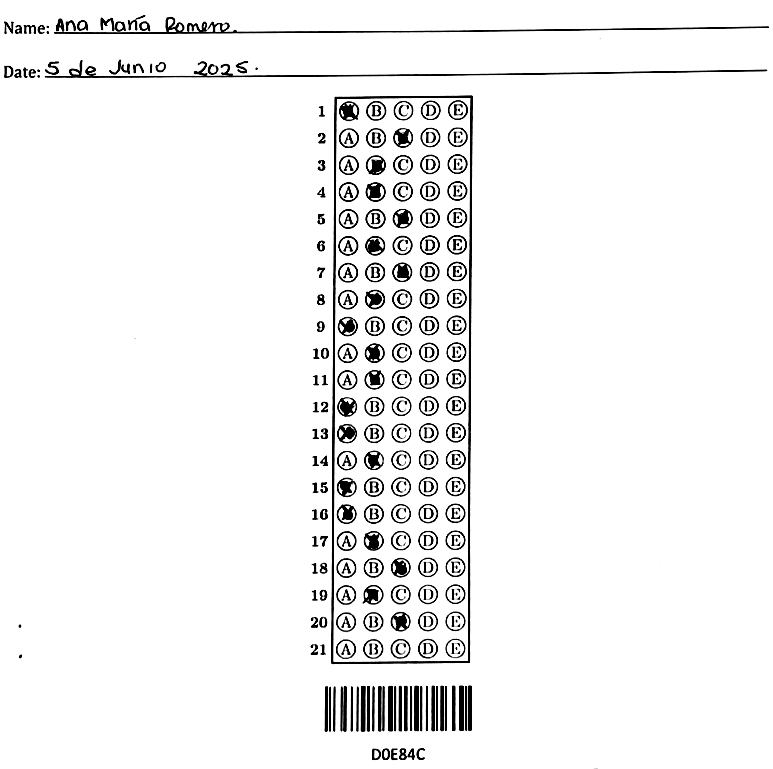 Name: Ana María Romero.
Date: 5 de Junio 2025.
1 A B C D E
2 A B C D E
3 A B C D E
4 A B C D E
5 A B C D E
6 A B C D E
7 A B C D E
8 A B C D E
9 A B C D E
10 A B C D E
11 A B C D E
12 A B C D E
13 A B C D E
14 A B C D E
15 A B C D E
16 A B C D E
17 A B C D E
18 A B C D E
19 A B C D E
20 A B C D E
21 A B C D E
D0E84C